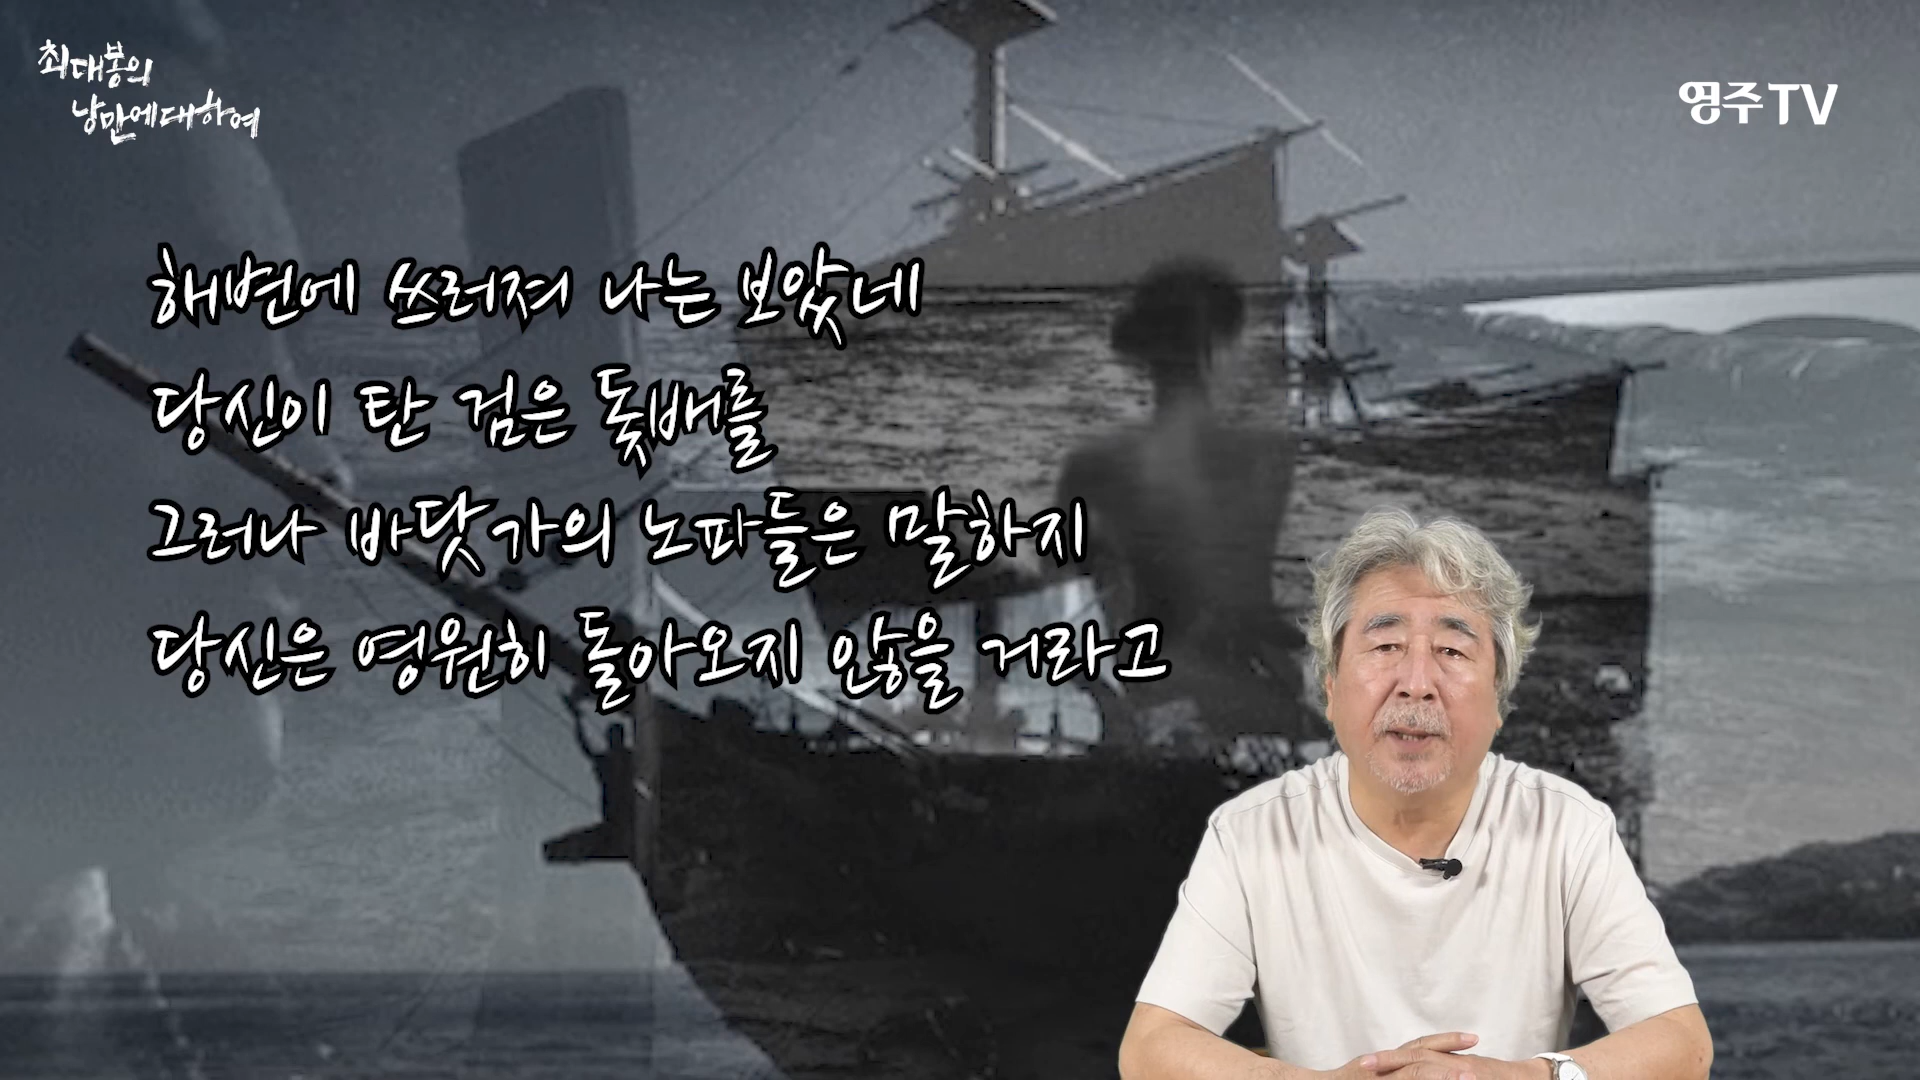 최대봉의
낭만에대하여
영주TV
해변에 쓰러져 나는 보았네
당신이 탄 검은 돛배를
그러나 바닷가의 노파들은 말하지
당신은 영원히 돌아오지 않을 거라고